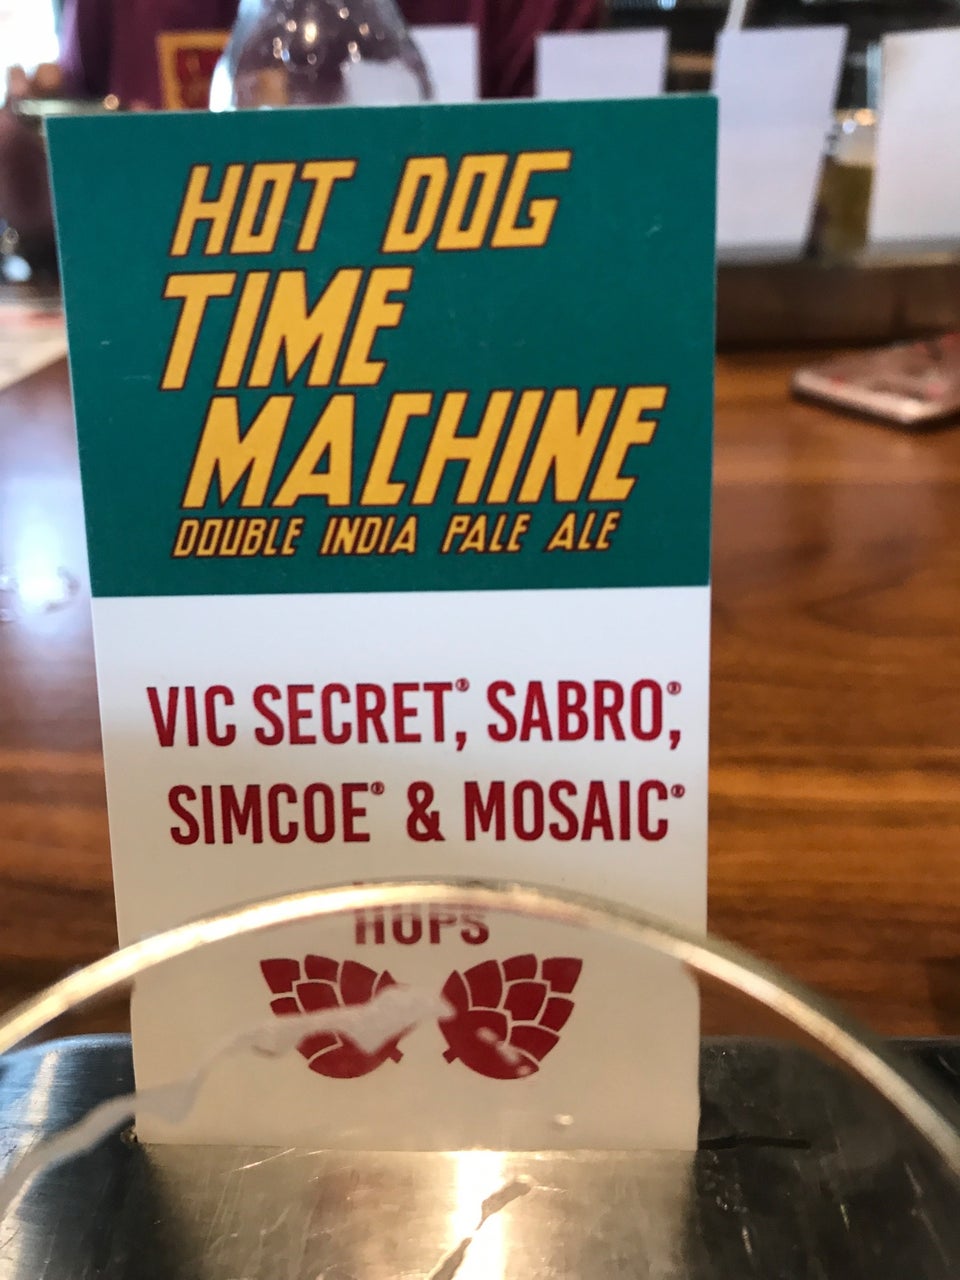 HOT DOG
TIME
MACHINE
DOUBLE INDIA PALE ALE
VIC SECRET®, SABRO®,
SIMCOE® & MOSAIC®
HOPS